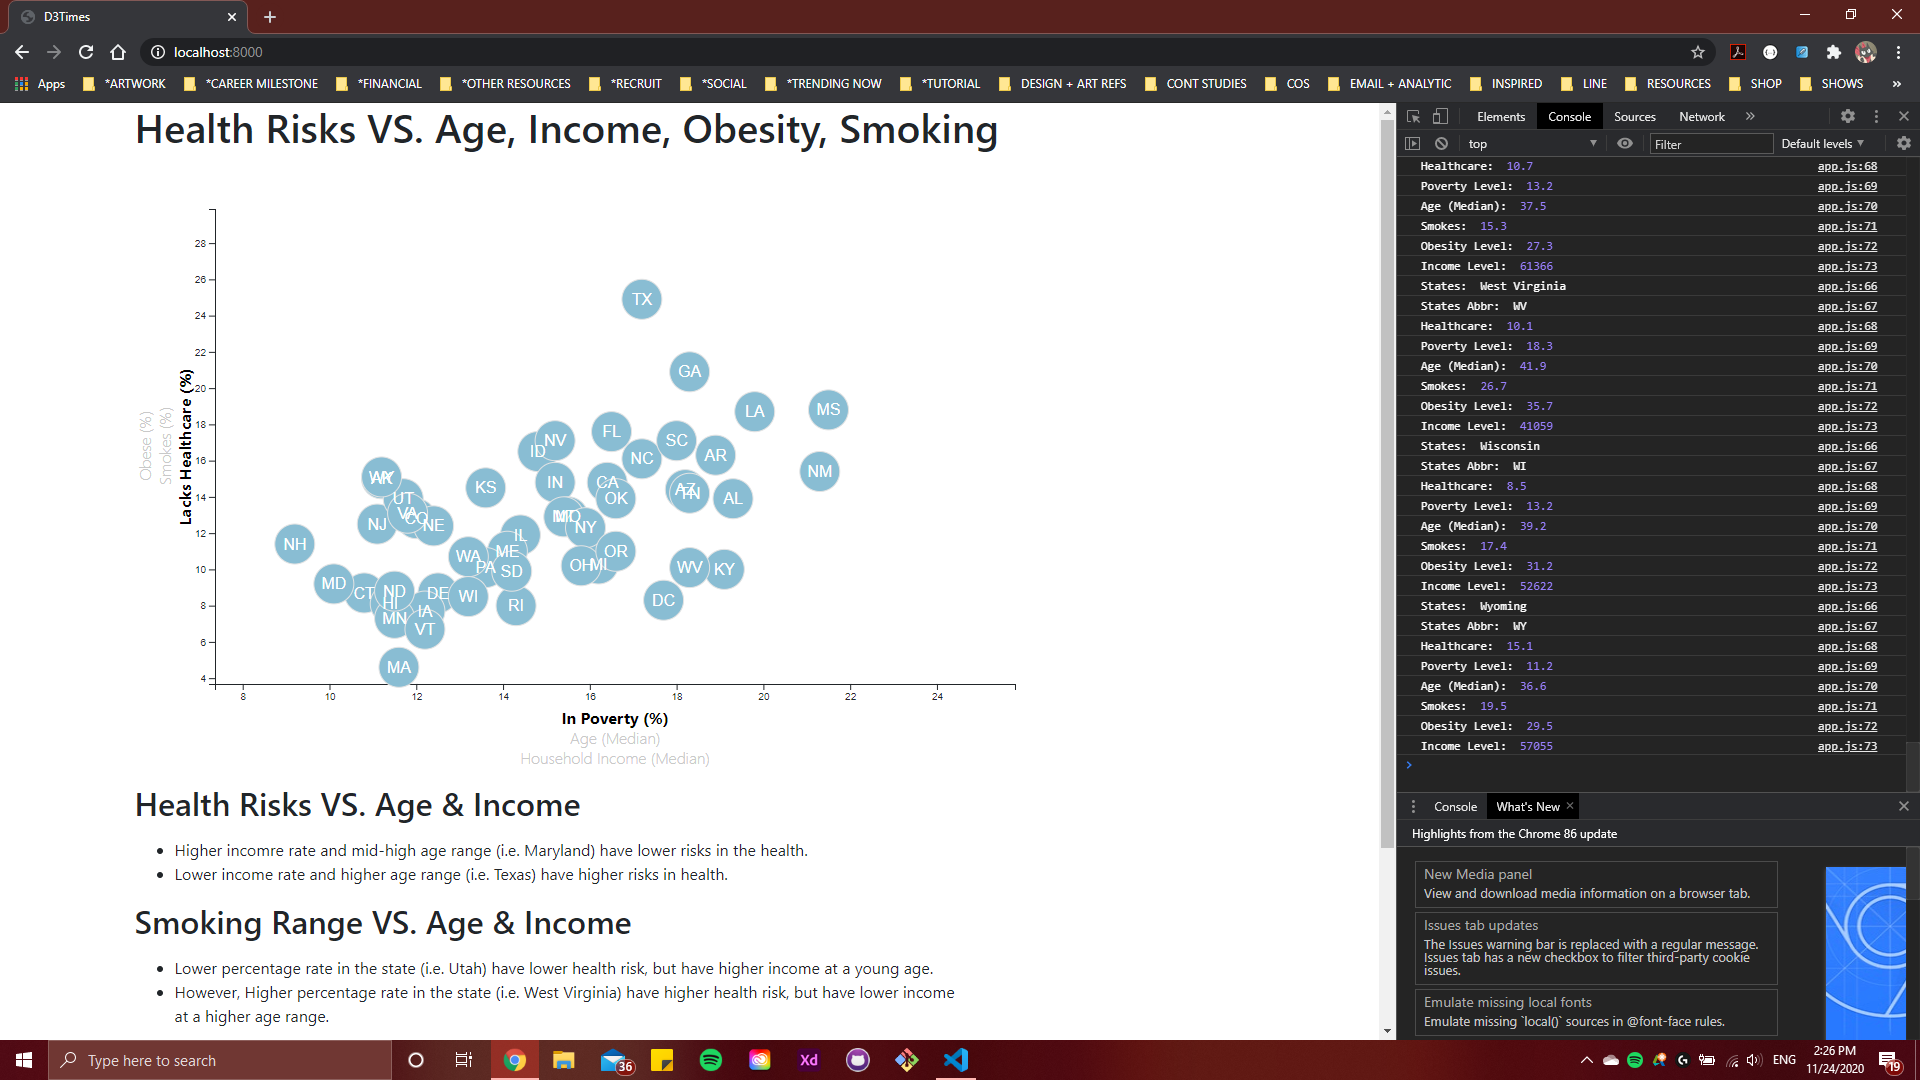 D3Times
localhost:8000
Apps *ARTWORK *CAREER MILESTONE *FINANCIAL *OTHER RESOURCES *RECRUIT *SOCIAL *TRENDING NOW *TUTORIAL DESIGN + ART REFS CONT STUDIES COS EMAIL + ANALYTIC INSPIRED LINE RESOURCES SHOP SHOWS »
Health Risks VS. Age, Income, Obesity, Smoking
28
26
24
22
20
18
16
14
12
10
8
6
4
Obese (%)
Smokes (%)
Lacks Healthcare (%)
TX
GA
LA
MS
FL
NV
ID
SC
NC
AR
NM
KS
IN
CA
OK
AZ
TN
AL
UT
VA
CO
NE
NJ
NH
NY
IL
ME
WA
PA
SD
OR
OH
MI
WV
KY
MD
CT
ND
HI
DE
WI
RI
DC
MN
IA
VT
MA
8 10 12 14 16 18 20 22 24
In Poverty (%)
Age (Median)
Household Income (Median)
Health Risks VS. Age & Income
Higher incomre rate and mid-high age range (i.e. Maryland) have lower risks in the health.
Lower income rate and higher age range (i.e. Texas) have higher risks in health.
Smoking Range VS. Age & Income
Lower percentage rate in the state (i.e. Utah) have lower health risk, but have higher income at a young age.
However, Higher percentage rate in the state (i.e. West Virginia) have higher health risk, but have lower income
at a higher age range.
Elements Console Sources Network »
top Filter Default levels
Healthcare: 10.7 app.js:68
Poverty Level: 13.2 app.js:69
Age (Median): 37.5 app.js:70
Smokes: 15.3 app.js:71
Obesity Level: 27.3 app.js:72
Income Level: 61366 app.js:73
States: West Virginia app.js:66
States Abbr: WV app.js:67
Healthcare: 10.1 app.js:68
Poverty Level: 18.3 app.js:69
Age (Median): 41.9 app.js:70
Smokes: 26.7 app.js:71
Obesity Level: 35.7 app.js:72
Income Level: 41059 app.js:73
States: Wisconsin app.js:66
States Abbr: WI app.js:67
Healthcare: 8.5 app.js:68
Poverty Level: 13.2 app.js:69
Age (Median): 39.2 app.js:70
Smokes: 17.4 app.js:71
Obesity Level: 31.2 app.js:72
Income Level: 52622 app.js:73
States: Wyoming app.js:66
States Abbr: WY app.js:67
Healthcare: 15.1 app.js:68
Poverty Level: 11.2 app.js:69
Age (Median): 36.6 app.js:70
Smokes: 19.5 app.js:71
Obesity Level: 29.5 app.js:72
Income Level: 57055 app.js:73
Console What's New
Highlights from the Chrome 86 update
New Media panel
View and download media information on a browser tab.
Issues tab updates
The Issues warning bar is replaced with a regular message.
Issues tab has a new checkbox to filter third-party cookie
issues.
Emulate missing local fonts
Emulate missing `local()` sources in @font-face rules.
Type here to search
36
Xd
ENG
2:26 PM
11/24/2020
19